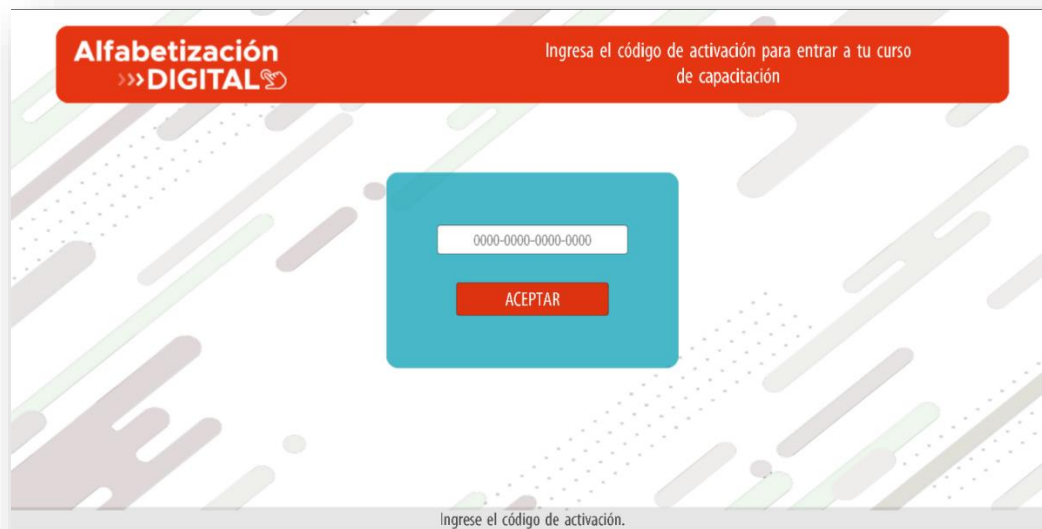 Alfabetización
>>>DIGITAL
Ingresa el código de activación para entrar a tu curso
de capacitación
0000-0000-0000-0000
ACEPTAR
Ingrese el código de activación.